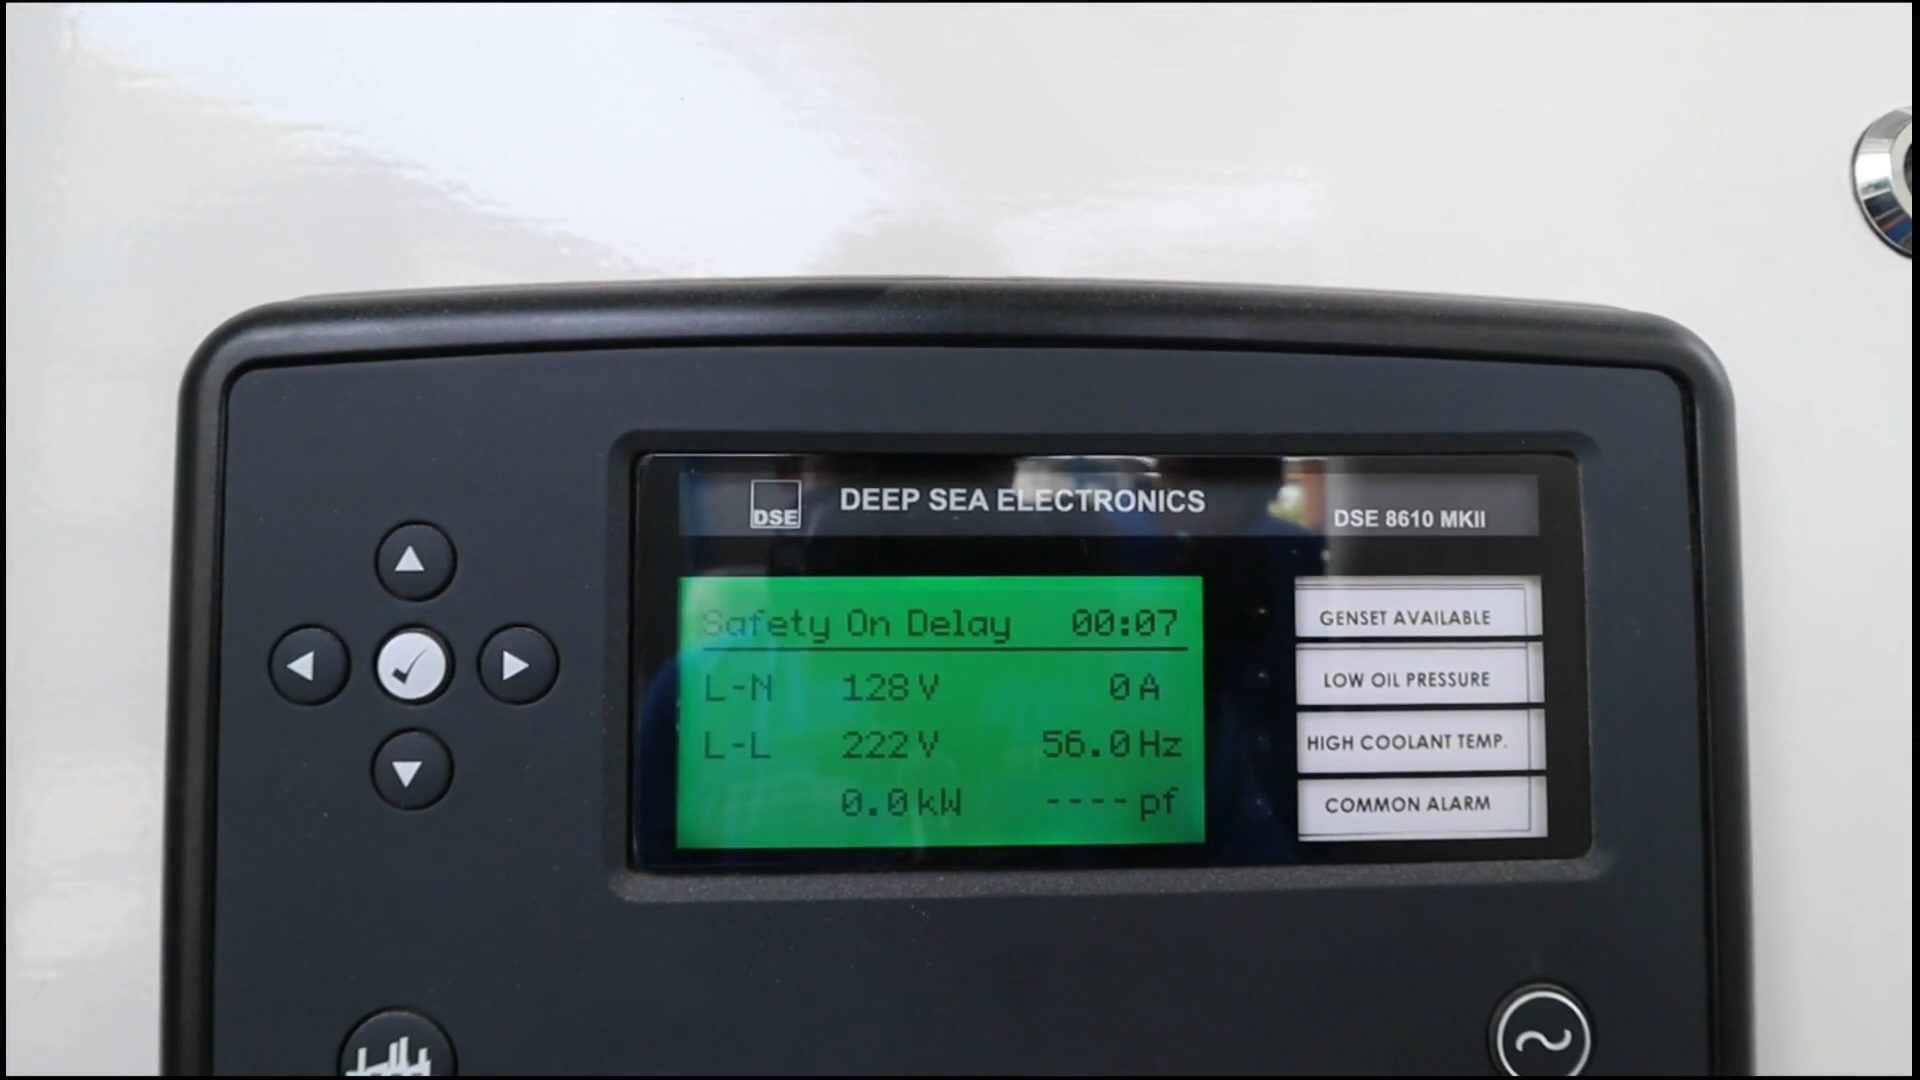 DSE
DEEP SEA ELECTRONICS
DSE 8610 MKII
Safety On Delay 00:07
L-N 128 V 0 A
L-L 222 V 56.0 Hz
0.0 kW ---- pf
GENSET AVAILABLE
LOW OIL PRESSURE
HIGH COOLANT TEMP.
COMMON ALARM